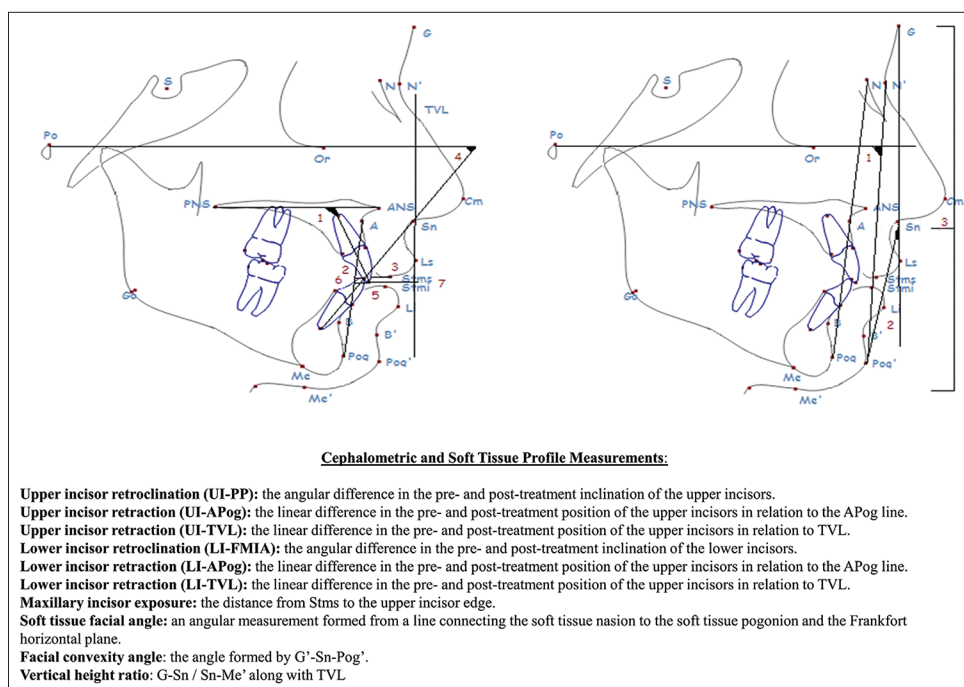 G
S
N N'
TVL
Po
Or
4
PNS
ANS
Cm
1
A
Sn
2
3
Ls
Stms
6
7
5
Stmi
Go
Li
B
B'
Pog
Pog'
Me
Me'
G
S
N N'
Po
Or
1
PNS
ANS
Cm
A
Sn
3
Ls
Stms
Stmi
Go
Li
2
B
B'
Pog
Pog'
Me
Me'
Cephalometric and Soft Tissue Profile Measurements:
Upper incisor retroclination (UI-PP): the angular difference in the pre- and post-treatment inclination of the upper incisors.
Upper incisor retraction (UI-APog): the linear difference in the pre- and post-treatment position of the upper incisors in relation to the APog line.
Upper incisor retraction (UI-TVL): the linear difference in the pre- and post-treatment position of the upper incisors in relation to TVL.
Lower incisor retroclination (LI-FMIA): the angular difference in the pre- and post-treatment inclination of the lower incisors.
Lower incisor retraction (LI-APog): the linear difference in the pre- and post-treatment position of the upper incisors in relation to the APog line.
Lower incisor retraction (LI-TVL): the linear difference in the pre- and post-treatment position of the upper incisors in relation to TVL.
Maxillary incisor exposure: the distance from Stms to the upper incisor edge.
Soft tissue facial angle: an angular measurement formed from a line connecting the soft tissue nasion to the soft tissue pogonion and the Frankfort
horizontal plane.
Facial convexity angle: the angle formed by G'-Sn-Pog'.
Vertical height ratio: G-Sn / Sn-Me' along with TVL